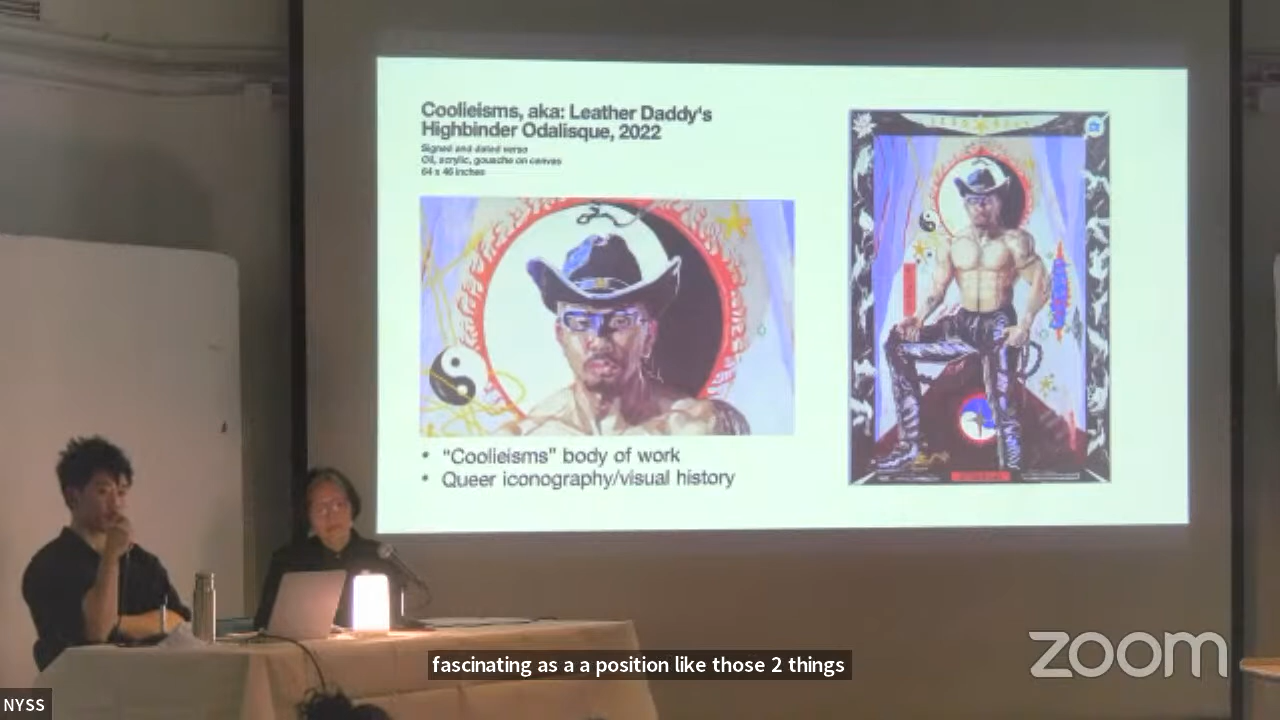 Coolieisms, aka: Leather Daddy's
Highbinder Odalisque, 2022
Signed and dated verso
Oil, acrylic, gouache on canvas
64 x 46 inches
• "Coolieisms" body of work
• Queer iconography/visual history
fascinating as a a position like those 2 things
zoom
NYSS